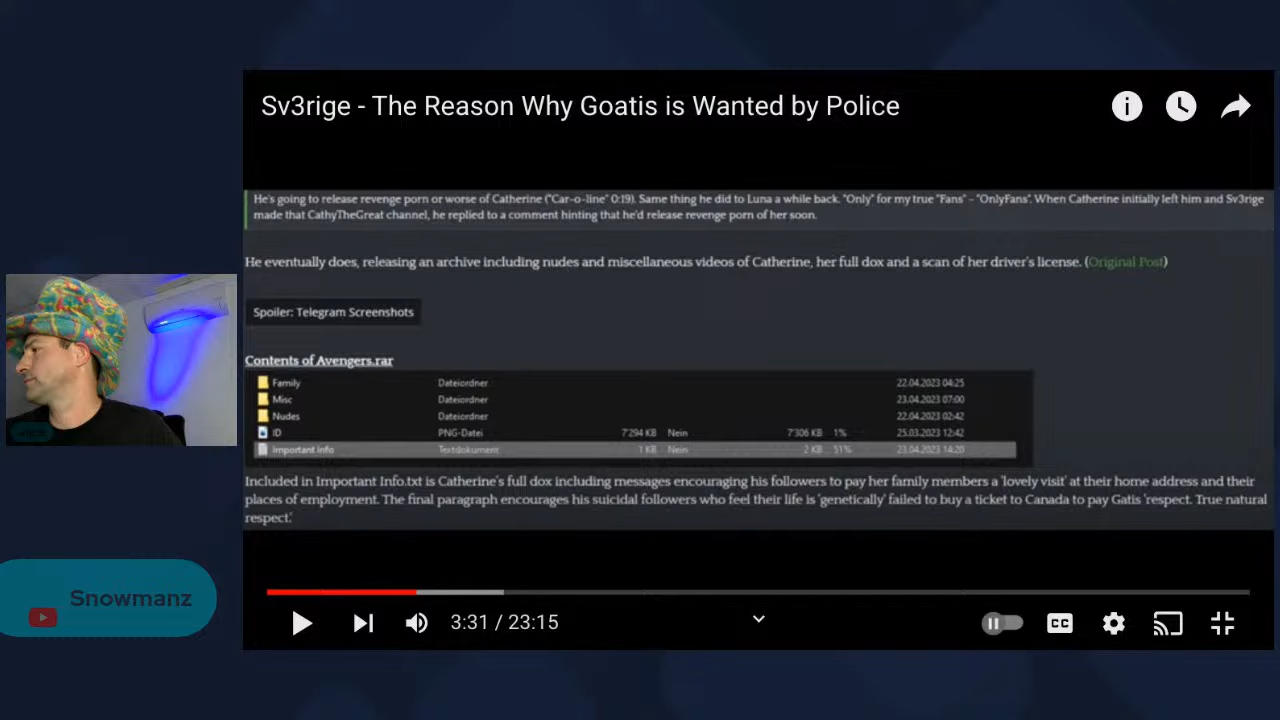 Sv3rige - The Reason Why Goatis is Wanted by Police
He's going to release revenge porn or worse of Catherine ("Car-o-line" 0:19). Same thing he did to Luna a while back. "Only" for my true "Fans" - "OnlyFans". When Catherine initially left him and Sv3rige
made that CathyTheGreat channel, he replied to a comment hinting that he'd release revenge porn of her soon.
He eventually does, releasing an archive including nudes and miscellaneous videos of Catherine, her full dox and a scan of her driver's license. (Original Post)
Spoiler: Telegram Screenshots
Contents of Avengers.rar
Family Dateiordner 22.04.2023 04:25
Misc Dateiordner 23.04.2023 07:00
Nudes Dateiordner 22.04.2023 02:42
ID PNG-Datei 7'294 KB Nein 7'306 KB 1% 25.03.2023 12:42
Important Info Textdokument 1 KB Nein 2 KB 51% 23.04.2023 14:20
Included in Important Info.txt is Catherine's full dox including messages encouraging his followers to pay her family members a 'lovely visit' at their home address and their
places of employment. The final paragraph encourages his suicidal followers who feel their life is 'genetically' failed to buy a ticket to Canada to pay Gatis 'respect. True natural
respect.'
Snowmanz
3:31 / 23:15
CC